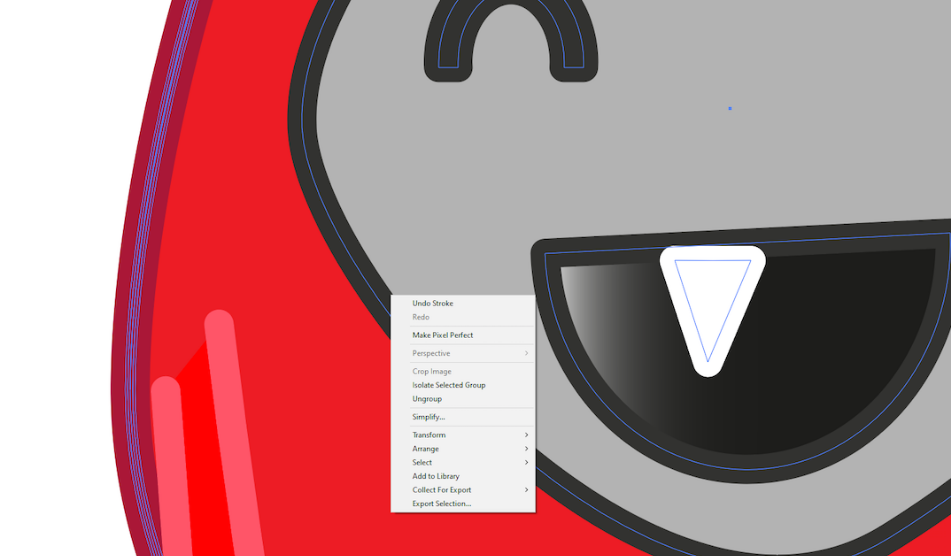 Undo Stroke
Redo
Make Pixel Perfect
Perspective
Crop Image
Isolate Selected Group
Ungroup
Simplify...
Transform
Arrange
Select
Add to Library
Collect For Export
Export Selection...